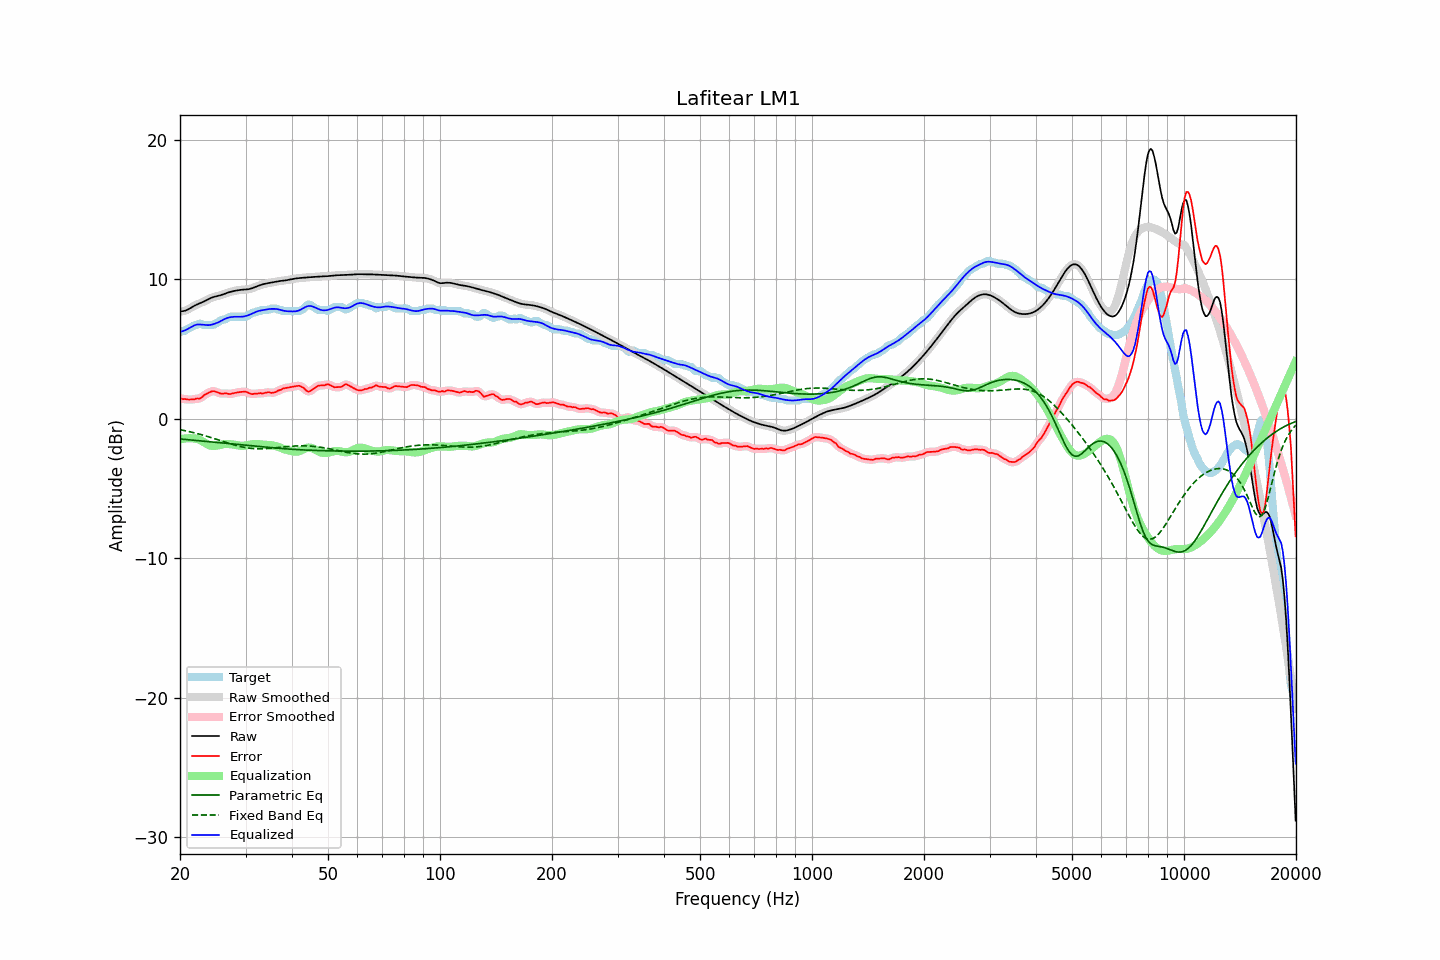 Lafitear LM1
Amplitude (dBr)
20
10
0
−10
−20
−30
Target
Raw Smoothed
Error Smoothed
Raw
Error
Equalization
Parametric Eq
Fixed Band Eq
Equalized
20 50 100 200 500 1000 2000 5000 10000 20000
Frequency (Hz)